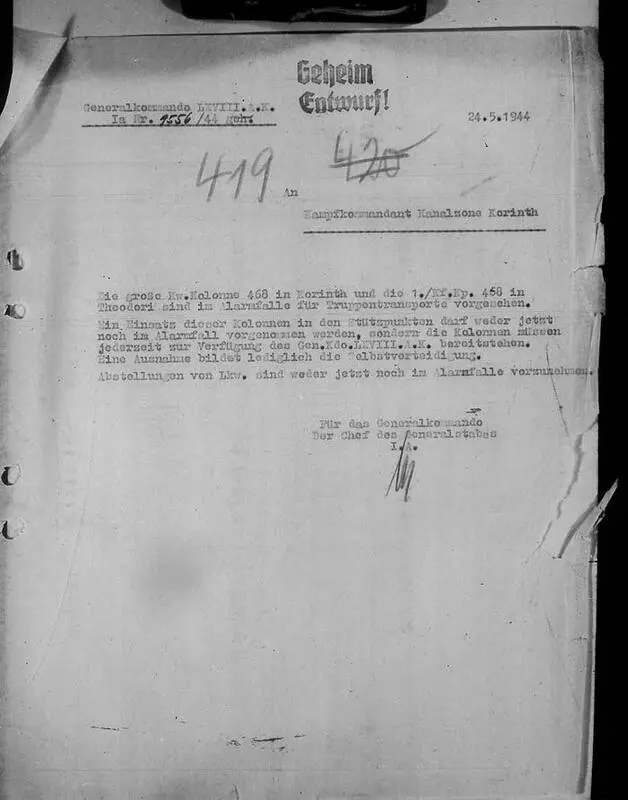 Geheim
Entwurf!
Generalkommando LXVIII.A.K.
Ia Nr. 9556/44 geh.
24.5.1944
419
420
An
Kampfkommandant Kanalzone Korinth
Die große Kw.Kolonne 468 in Korinth und die 1./Kf.Kp. 468 in
Theodori sind im Alarmfalle für Truppentransporte vorgesehen.
Ein Einsatz dieser Kolonnen in den Stützpunkten darf weder jetzt
noch im Alarmfall vorgenommen werden, sondern die Kolonnen müssen
jederzeit zur Verfügung des Gen.Kdo.LXVIII.A.K. bereitstehen.
Eine Ausnahme bildet lediglich die Selbstverteidigung.
Abstellungen von Lkw. sind weder jetzt noch im Alarmfalle vorzunehmen.
Für das Generalkommando
Der Chef des Generalstabes
I.A.